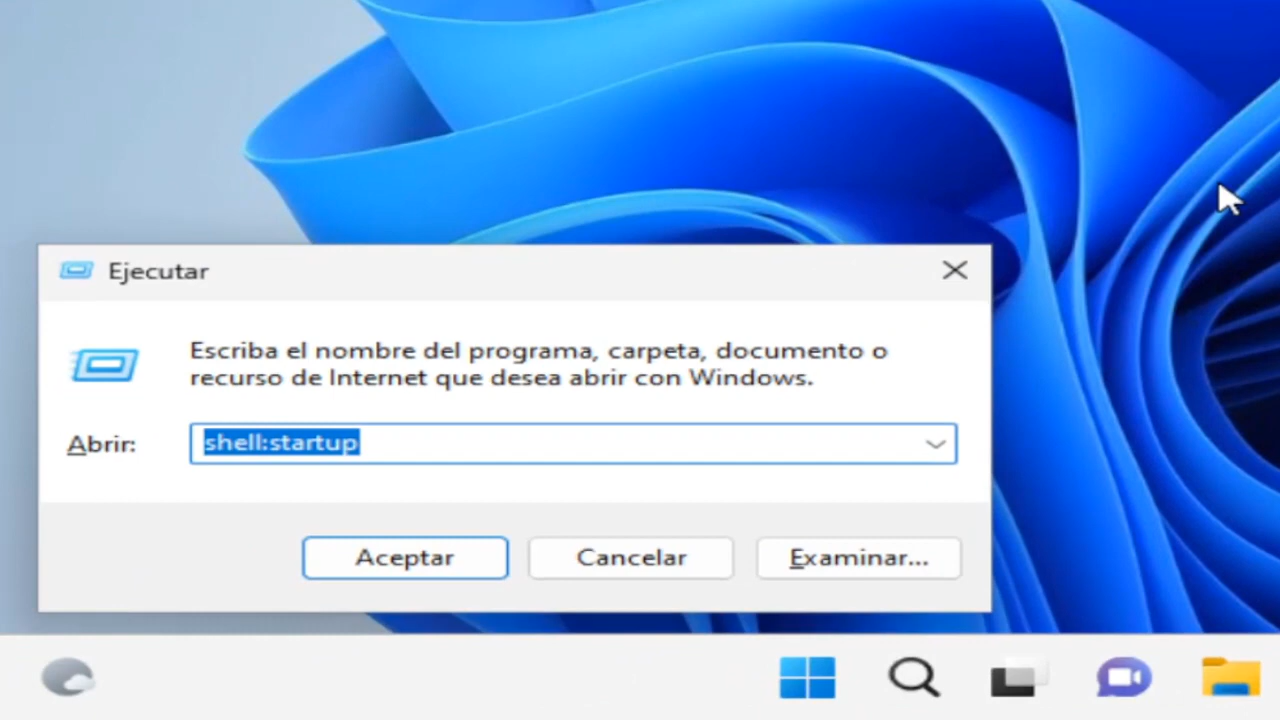 Ejecutar
Escriba el nombre del programa, carpeta, documento o
recurso de Internet que desea abrir con Windows.
Abrir:
shell:startup
Aceptar
Cancelar
Examinar...